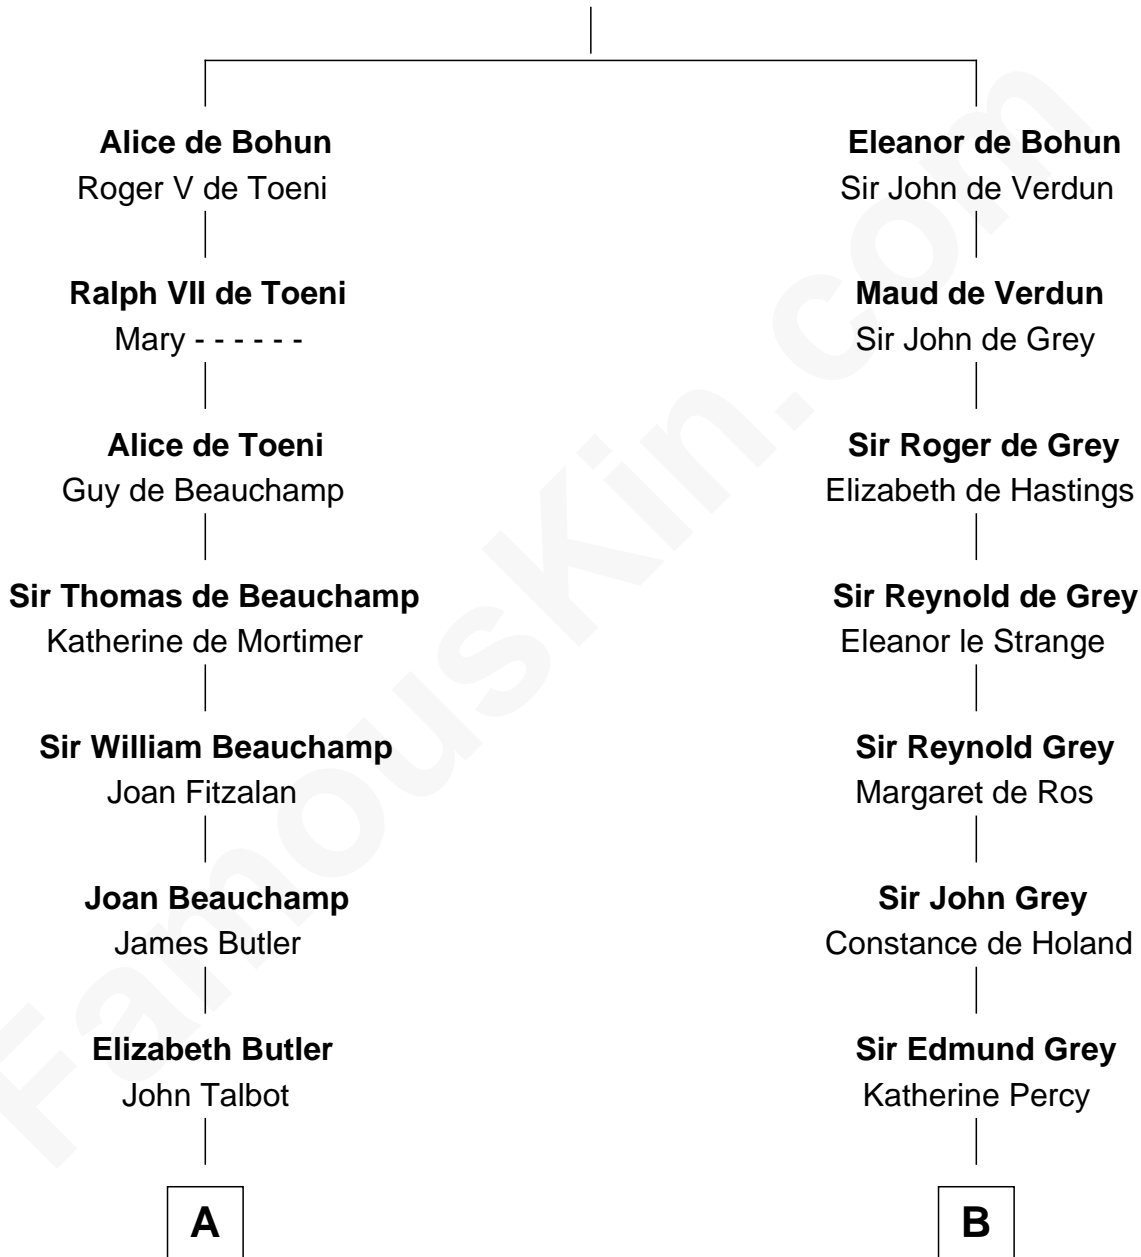 Alice de Bohun
Roger V de Toeni
Ralph VII de Toeni
Mary - - - - - -
Alice de Toeni
Guy de Beauchamp
Sir Thomas de Beauchamp
Katherine de Mortimer
Sir William Beauchamp
Joan Fitzalan
Joan Beauchamp
James Butler
Elizabeth Butler
John Talbot
A
Eleanor de Bohun
Sir John de Verdun
Maud de Verdun
Sir John de Grey
Sir Roger de Grey
Elizabeth de Hastings
Sir Reynold de Grey
Eleanor le Strange
Sir Reynold Grey
Margaret de Ros
Sir John Grey
Constance de Holand
Sir Edmund Grey
Katherine Percy
B
FamousKin.com